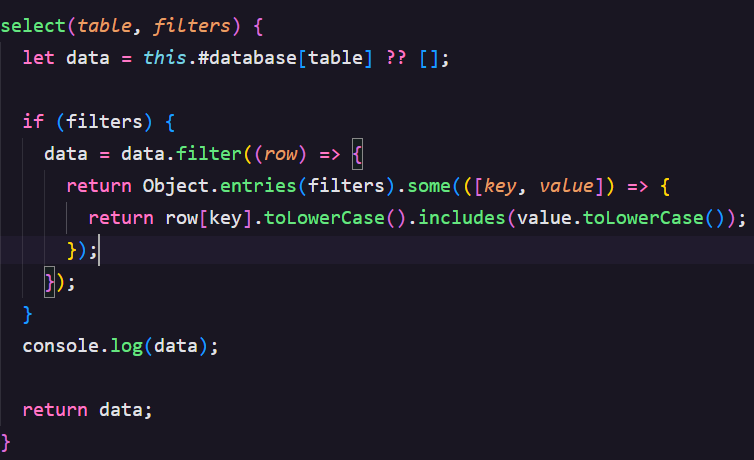 select(table, filters) {
  let data = this.#database[table] ?? [];

  if (filters) {
    data = data.filter((row) => {
      return Object.entries(filters).some(([key, value]) => {
        return row[key].toLowerCase().includes(value.toLowerCase());
      });
    });
  }
  console.log(data);

  return data;
}